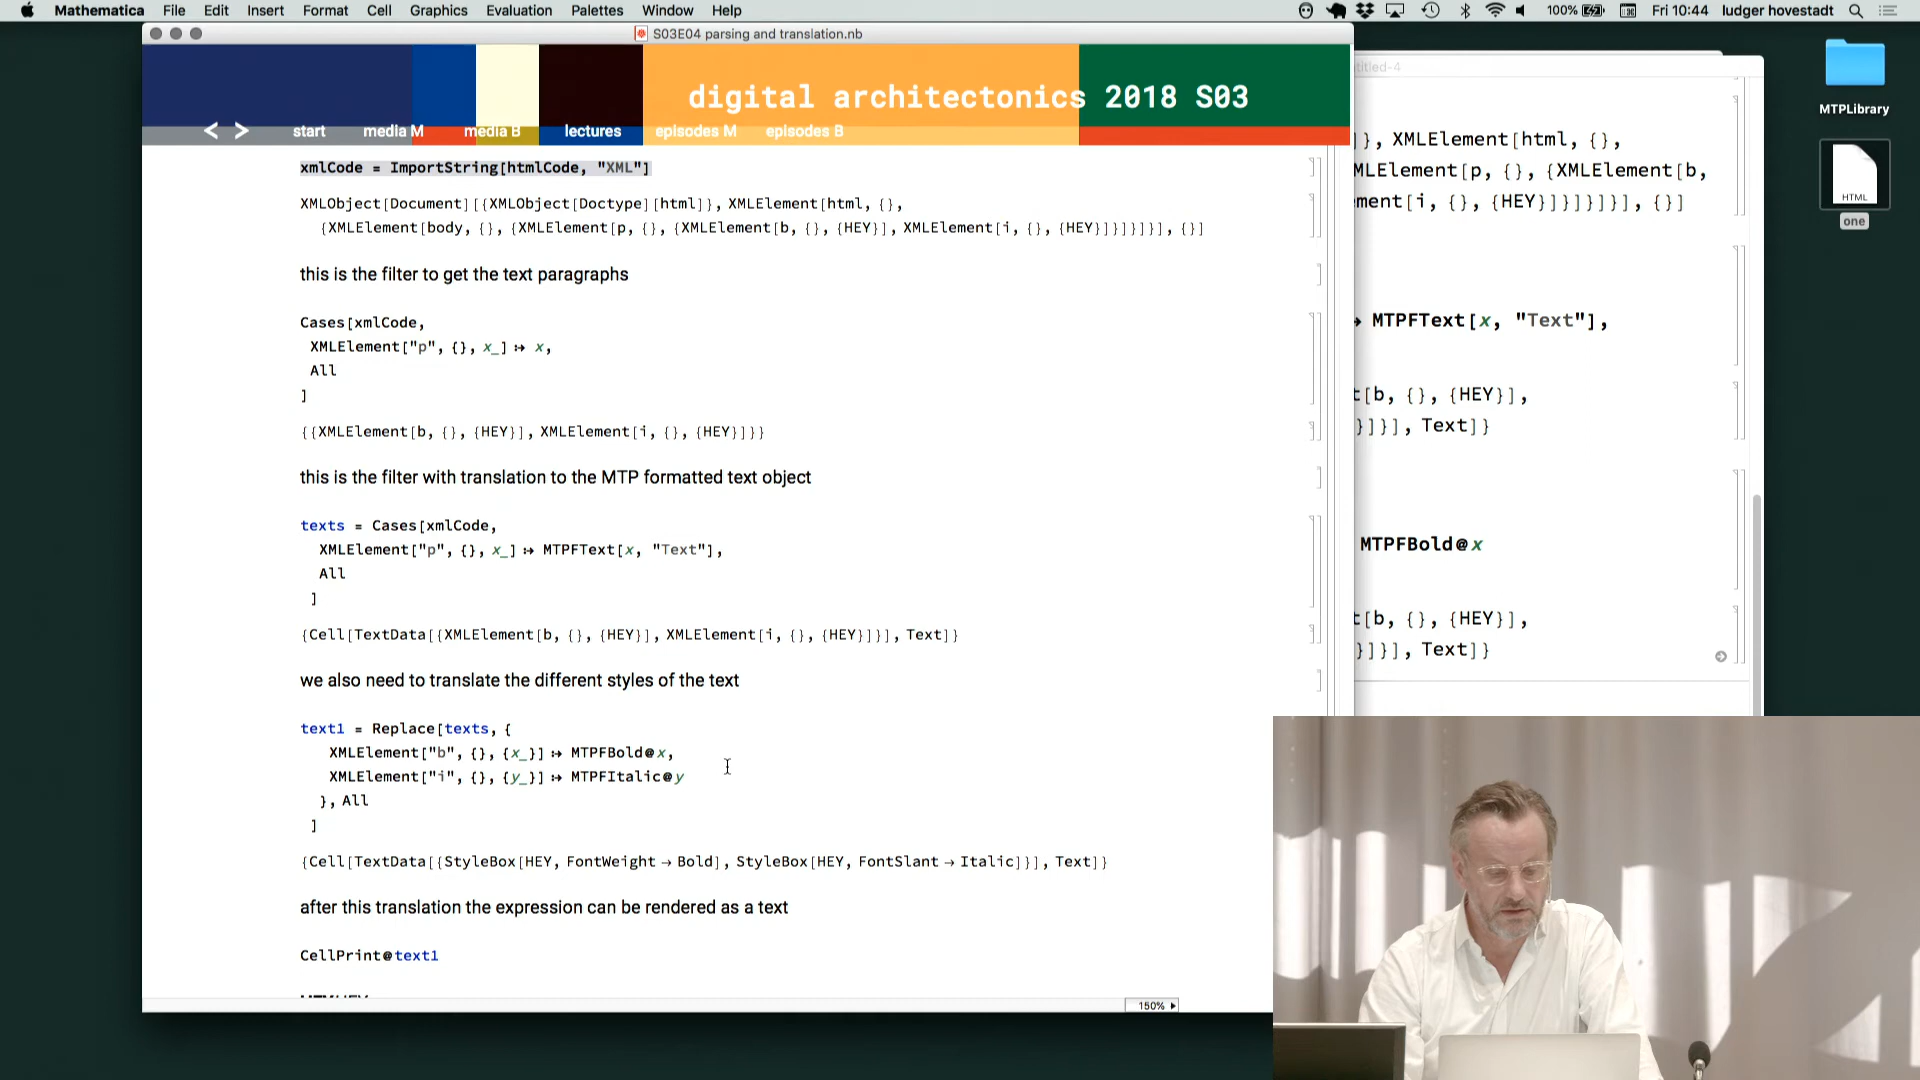 Mathematica File Edit Insert Format Cell Graphics Evaluation Palettes Window Help
100% Fri 10:44 ludger hovestadt
S03E04 parsing and translation.nb
digital architectonics 2018 S03
< > start media M media B lectures episodes M episodes B
xmlCode = ImportString[htmlCode, "XML"]
XMLObject[Document][{XMLObject[Doctype][html]}, XMLElement[html, {},
{XMLElement[body, {}, {XMLElement[p, {}, {XMLElement[b, {}, {HEY}], XMLElement[i, {}, {HEY}]}]}]}], {}]
this is the filter to get the text paragraphs
Cases[xmlCode,
XMLElement["p", {}, x_] :→ x,
All
]
{{XMLElement[b, {}, {HEY}], XMLElement[i, {}, {HEY}]}}
this is the filter with translation to the MTP formatted text object
texts = Cases[xmlCode,
XMLElement["p", {}, x_] :→ MTPFText[x, "Text"],
All
]
{Cell[TextData[{XMLElement[b, {}, {HEY}], XMLElement[i, {}, {HEY}]}], Text]}
we also need to translate the different styles of the text
text1 = Replace[texts, {
XMLElement["b", {}, {x_}] :→ MTPFBold@x,
XMLElement["i", {}, {y_}] :→ MTPFItalic@y
}, All
]
{Cell[TextData[{StyleBox[HEY, FontWeight → Bold], StyleBox[HEY, FontSlant → Italic]}], Text]}
after this translation the expression can be rendered as a text
CellPrint@text1
150%
titled-4
]}, XMLElement[html, {},
MLElement[p, {}, {XMLElement[b,
ment[i, {}, {HEY}]}]}]}], {}]
→ MTPFText[x, "Text"],
t[b, {}, {HEY}],
}]}], Text]}
MTPFBold@x
t[b, {}, {HEY}],
}]}], Text]}
MTPLibrary
HTML
one